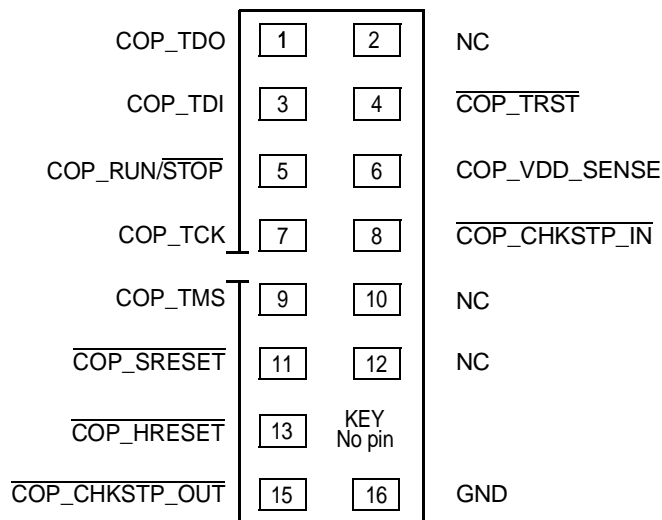 COP_TDO 1 2 NC
COP_TDI 3 4 COP_TRST
COP_RUN/STOP 5 6 COP_VDD_SENSE
COP_TCK 7 8 COP_CHKSTP_IN
COP_TMS 9 10 NC
COP_SRESET 11 12 NC
COP_HRESET 13 KEY
No pin
COP_CHKSTP_OUT 15 16 GND